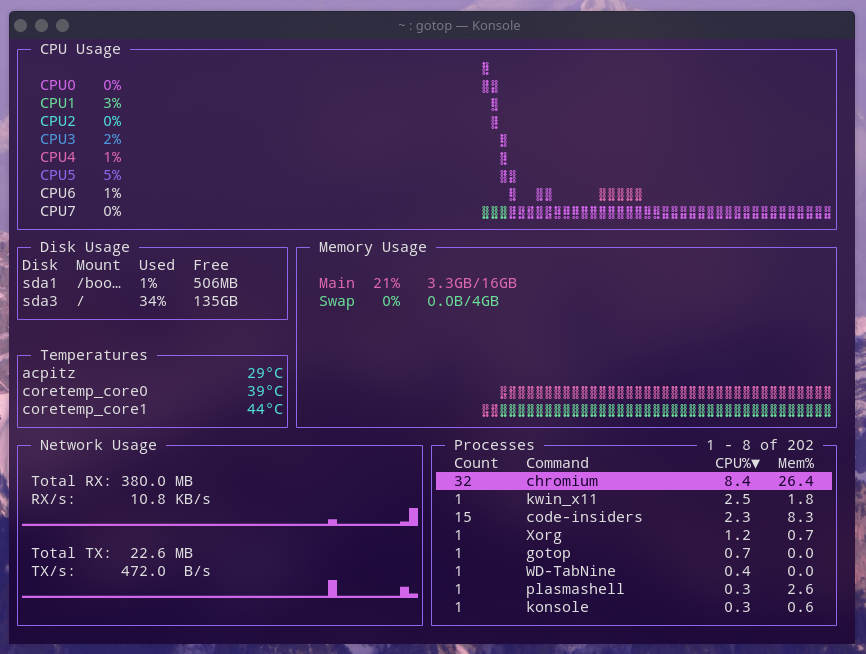 ~ : gotop — Konsole
CPU Usage
CPU0 0%
CPU1 3%
CPU2 0%
CPU3 2%
CPU4 1%
CPU5 5%
CPU6 1%
CPU7 0%
Disk Usage
Disk Mount Used Free
sda1 /boo… 1% 506MB
sda3 / 34% 135GB
Memory Usage
Main 21% 3.3GB/16GB
Swap 0% 0.0B/4GB
Temperatures
acpitz 29°C
coretemp_core0 39°C
coretemp_core1 44°C
Network Usage
Total RX: 380.0 MB
RX/s: 10.8 KB/s
Total TX: 22.6 MB
TX/s: 472.0 B/s
Processes 1 - 8 of 202
Count Command CPU%▼ Mem%
32 chromium 8.4 26.4
1 kwin_x11 2.5 1.8
15 code-insiders 2.3 8.3
1 Xorg 1.2 0.7
1 gotop 0.7 0.0
1 WD-TabNine 0.4 0.0
1 plasmashell 0.3 2.6
1 konsole 0.3 0.6